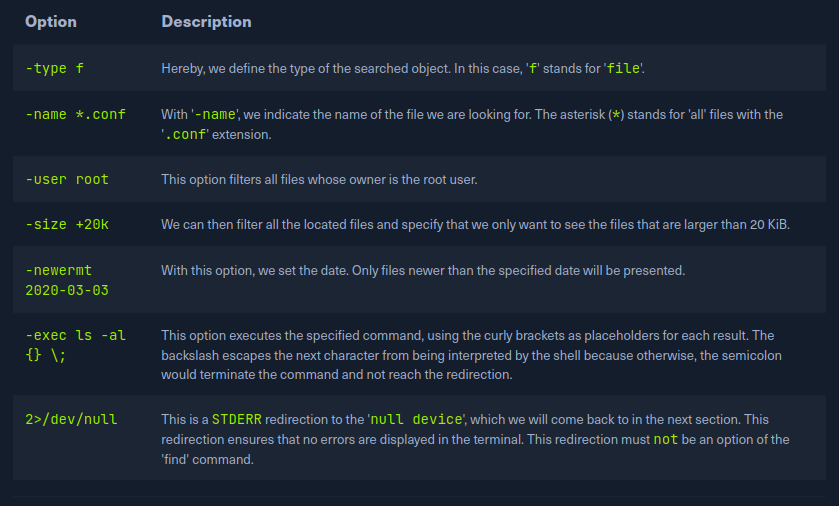 Option Description
-type f Hereby, we define the type of the searched object. In this case, 'f' stands for 'file'.
-name *.conf With '-name', we indicate the name of the file we are looking for. The asterisk (*) stands for 'all' files with the
'.conf' extension.
-user root This option filters all files whose owner is the root user.
-size +20k We can then filter all the located files and specify that we only want to see the files that are larger than 20 KiB.
-newermt With this option, we set the date. Only files newer than the specified date will be presented.
2020-03-03
-exec ls -al This option executes the specified command, using the curly brackets as placeholders for each result. The
{} \; backslash escapes the next character from being interpreted by the shell because otherwise, the semicolon
would terminate the command and not reach the redirection.
2>/dev/null This is a STDERR redirection to the 'null device', which we will come back to in the next section. This
redirection ensures that no errors are displayed in the terminal. This redirection must not be an option of the
'find' command.